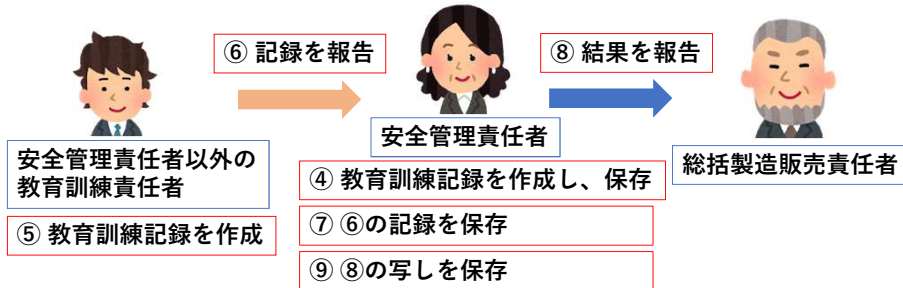 ⑥ 記録を報告
⑧ 結果を報告
安全管理責任者以外の
教育訓練責任者
安全管理責任者
総括製造販売責任者
④ 教育訓練記録を作成し、保存
⑤ 教育訓練記録を作成
⑦ ⑥の記録を保存
⑨ ⑧の写しを保存